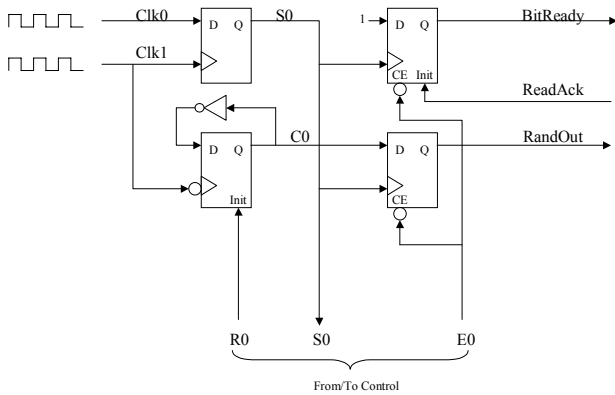 Clk0 D Q S0 1 D Q BitReady
Clk1
CE Init
ReadAck
D Q C0 D Q RandOut
Init CE
R0 S0 E0
From/To Control